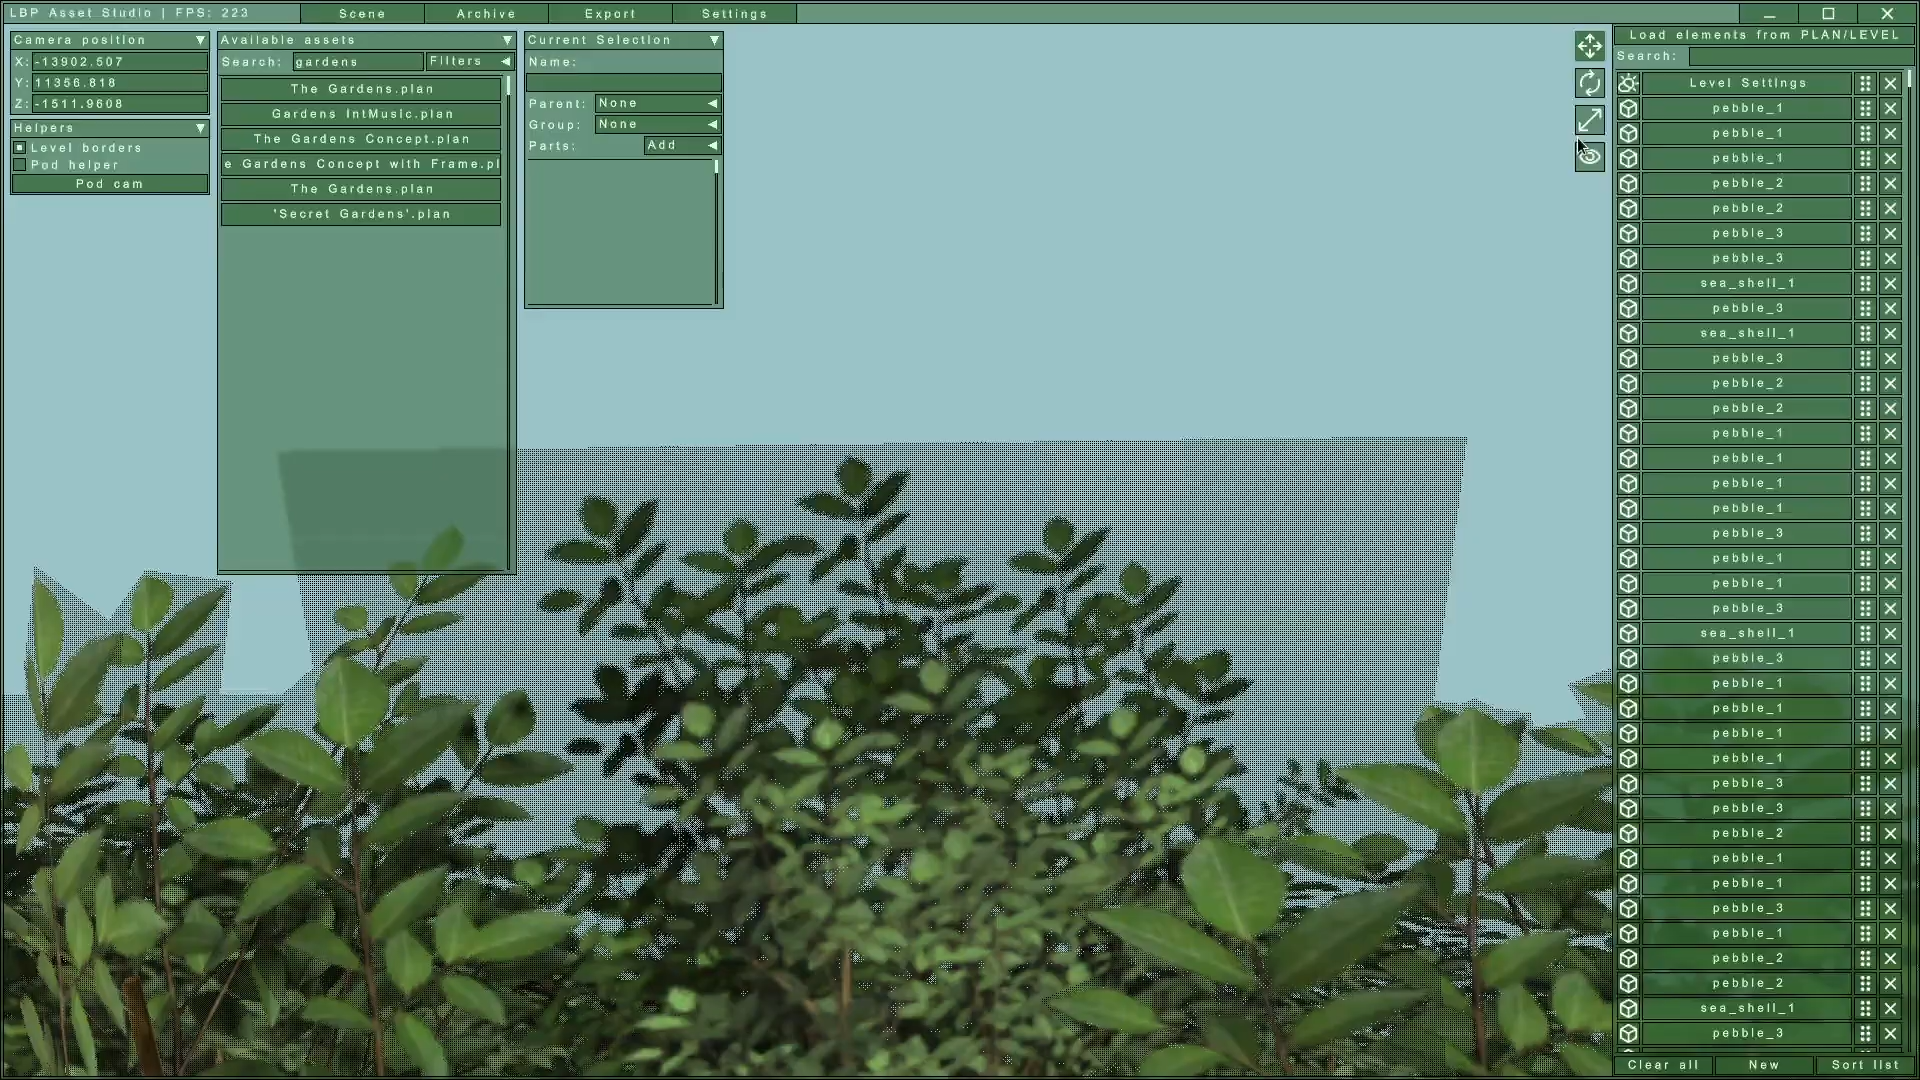 LBP Asset Studio | FPS: 223
Scene
Archive
Export
Settings
Camera position
X: -13902.507
Y: 11356.818
Z: -1511.9608
Helpers
Level borders
Pod helper
Pod cam
Available assets
Search: gardens
Filters
The Gardens.plan
Gardens IntMusic.plan
The Gardens Concept.plan
e Gardens Concept with Frame.pl
The Gardens.plan
'Secret Gardens'.plan
Current Selection
Name:
Parent: None
Group: None
Parts: Add
Load elements from PLAN/LEVEL
Search:
Level Settings
pebble_1
pebble_1
pebble_1
pebble_2
pebble_2
pebble_3
pebble_3
sea_shell_1
pebble_3
sea_shell_1
pebble_3
pebble_2
pebble_2
pebble_1
pebble_1
pebble_1
pebble_1
pebble_3
pebble_1
pebble_1
pebble_3
sea_shell_1
pebble_3
pebble_1
pebble_1
pebble_1
pebble_1
pebble_3
pebble_3
pebble_2
pebble_1
pebble_1
pebble_3
pebble_1
pebble_2
pebble_2
sea_shell_1
pebble_3
Clear all
New
Sort list